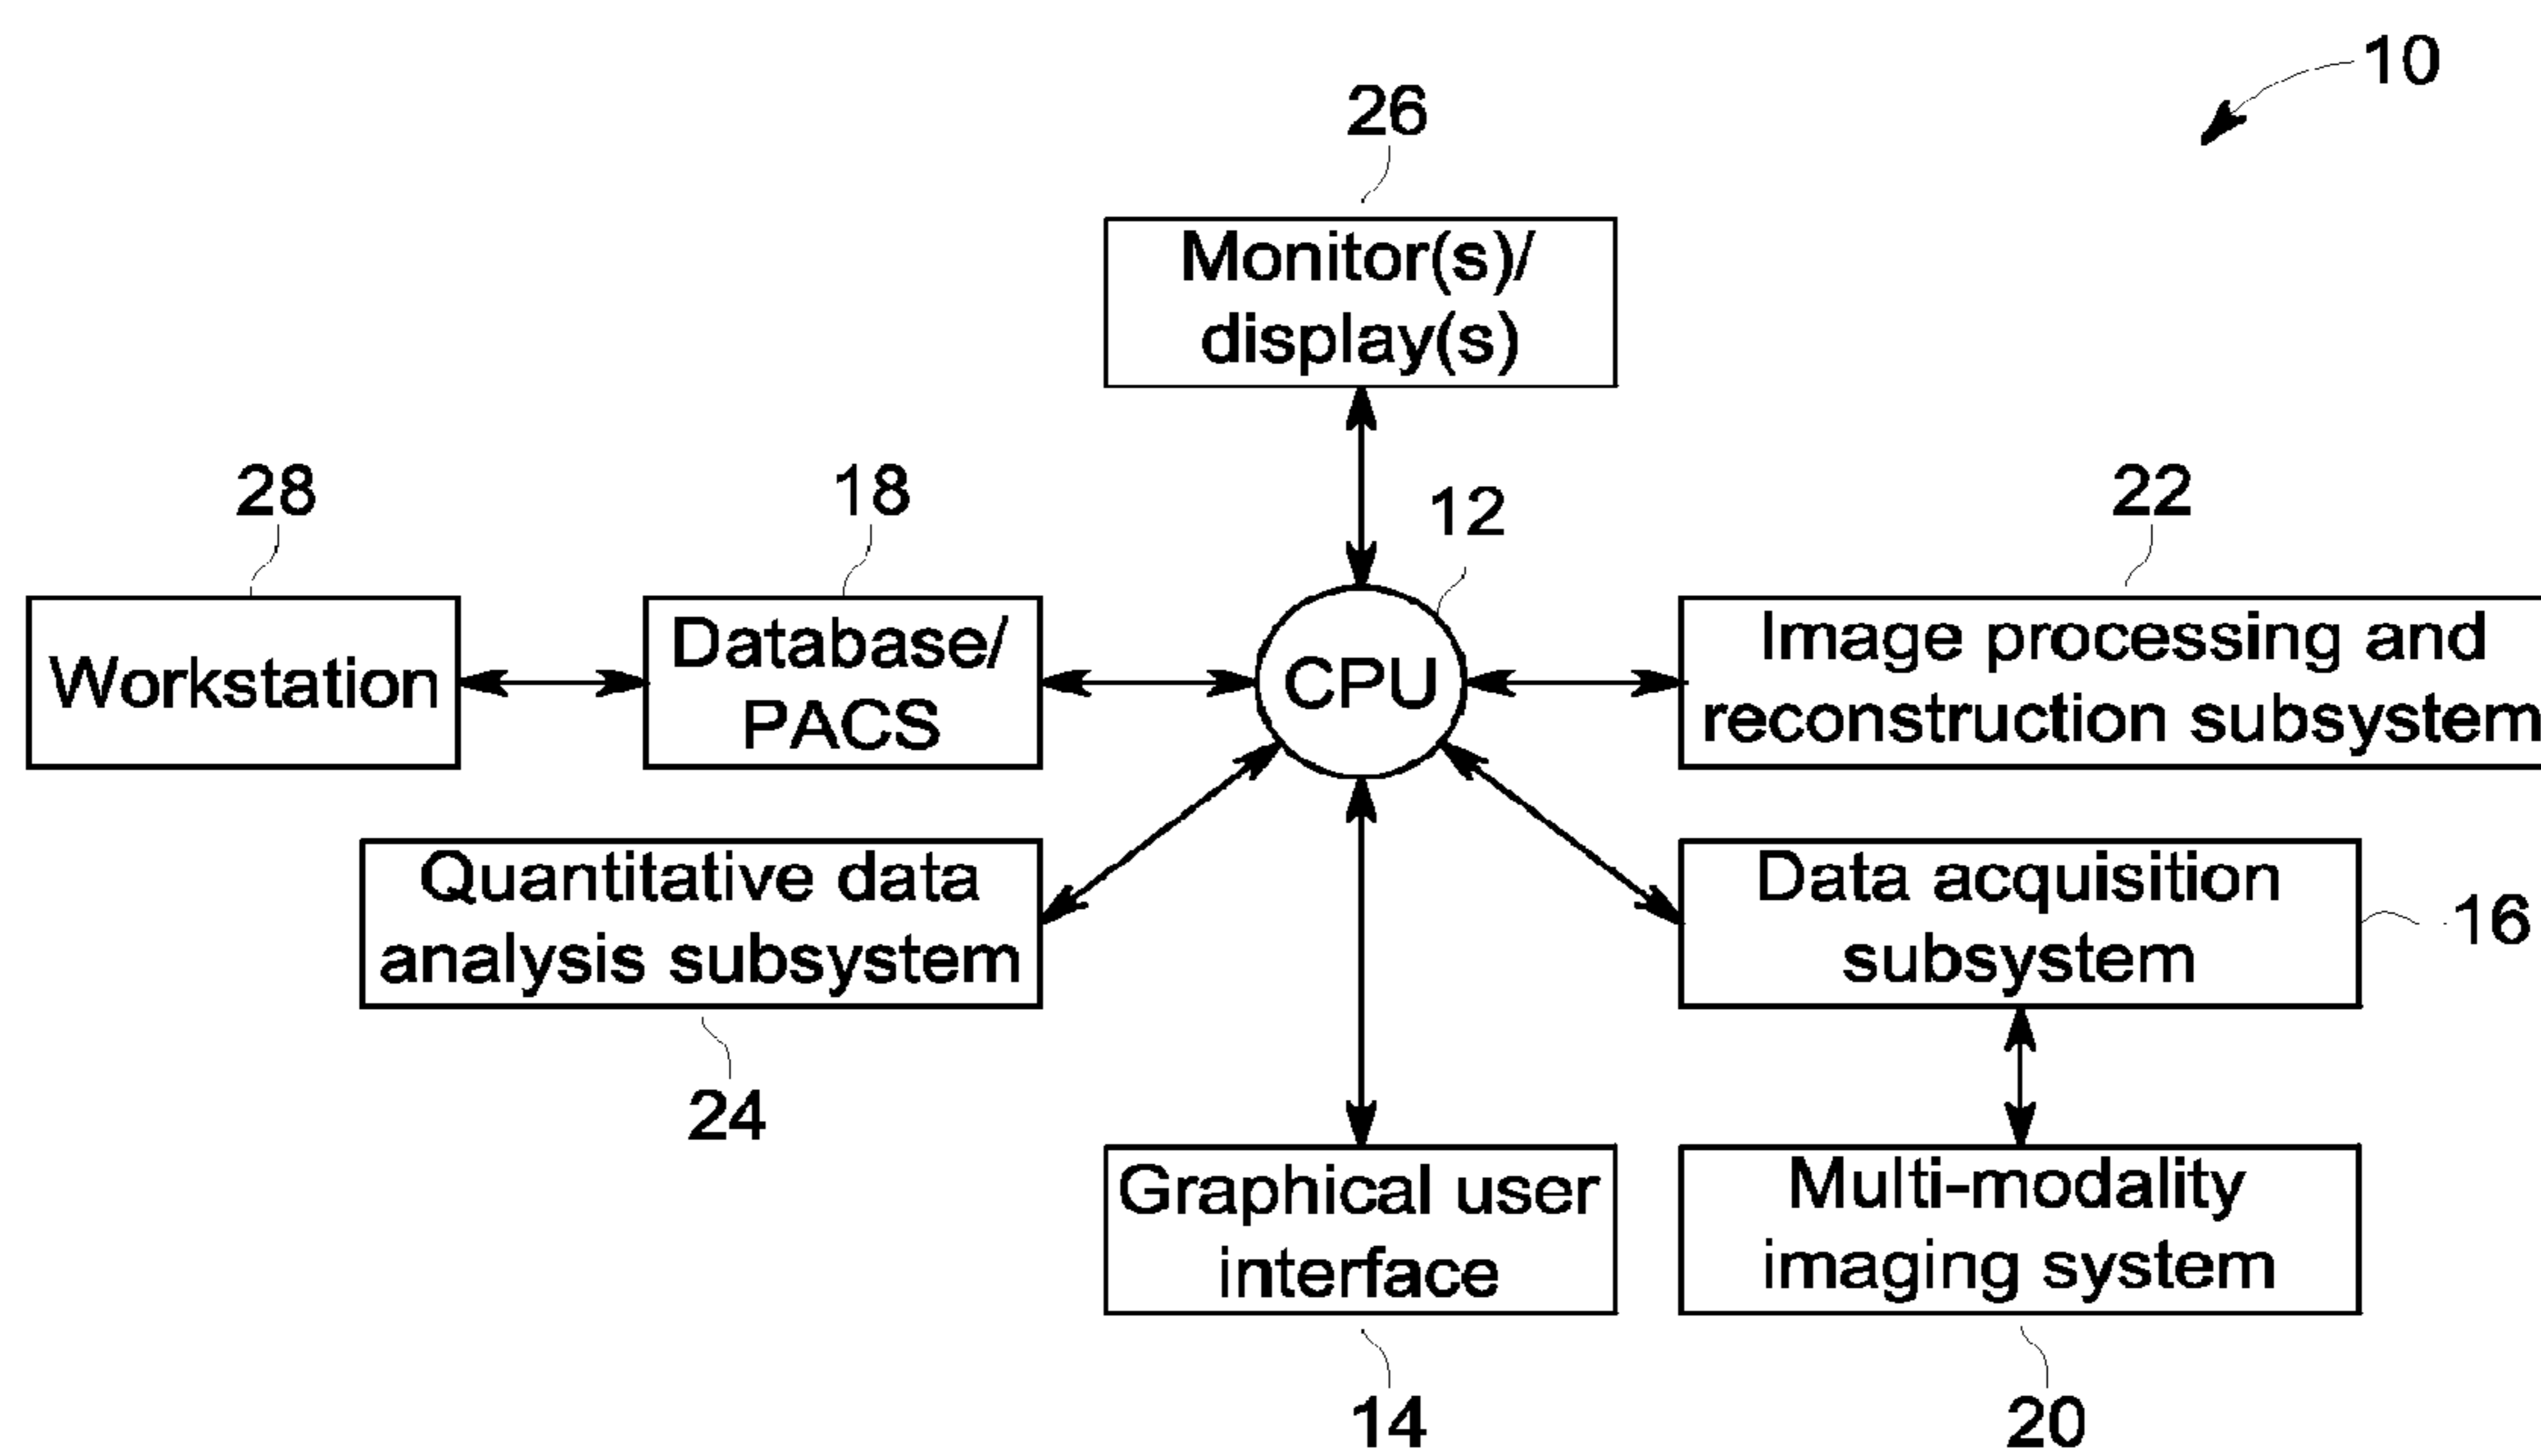 10
26
Monitor(s)/
display(s)
28
18
12
22
Workstation
Database/
PACS
CPU
Image processing and
reconstruction subsystem
Quantitative data
analysis subsystem
Data acquisition
subsystem
16
24
Graphical user
interface
Multi-modality
imaging system
14
20